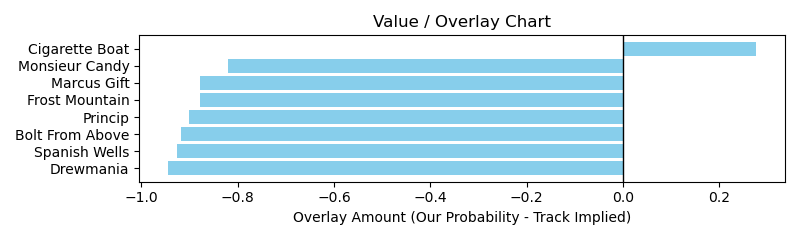 Value / Overlay Chart
Cigarette Boat
Monsieur Candy
Marcus Gift
Frost Mountain
Princip
Bolt From Above
Spanish Wells
Drewmania
−1.0 −0.8 −0.6 −0.4 −0.2 0.0 0.2
Overlay Amount (Our Probability - Track Implied)